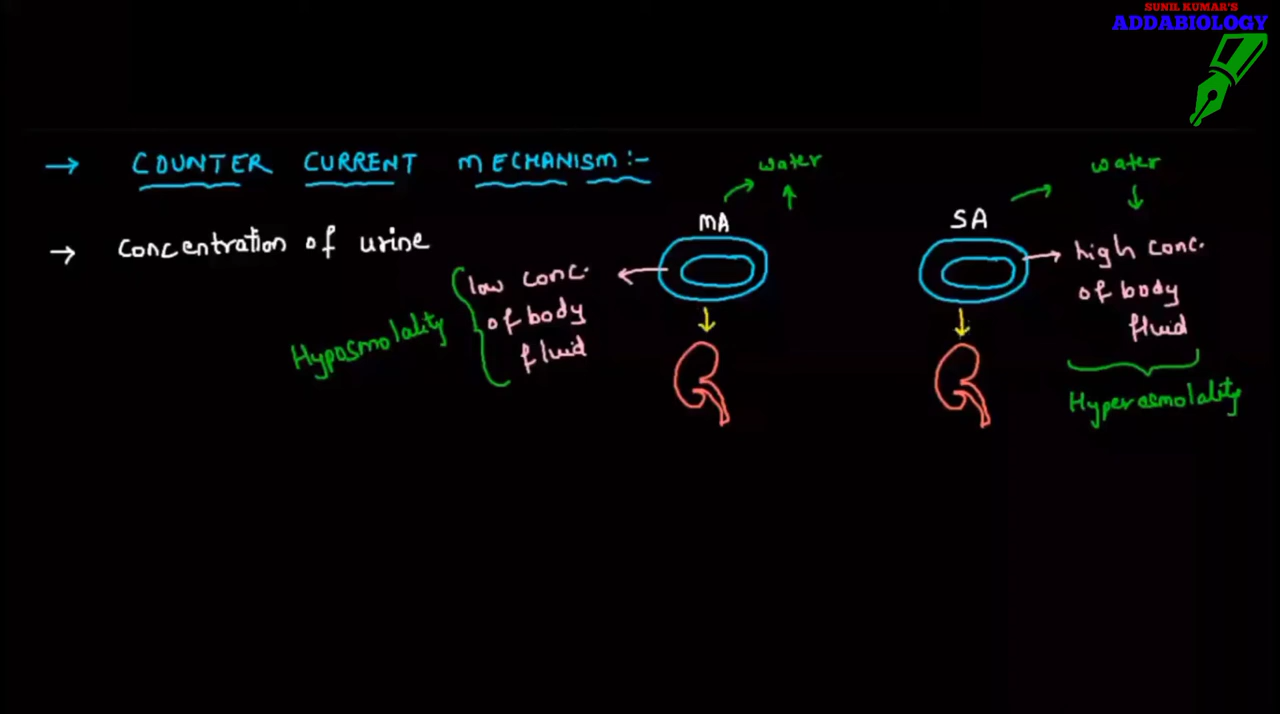 SUNIL KUMAR'S
ADDABIOLOGY
→ COUNTER CURRENT MECHANISM :-
→ Concentration of urine
water
MA
low conc.
of body
fluid
Hyposmolality
water
SA
high conc.
of body
fluid
Hyperosmolality